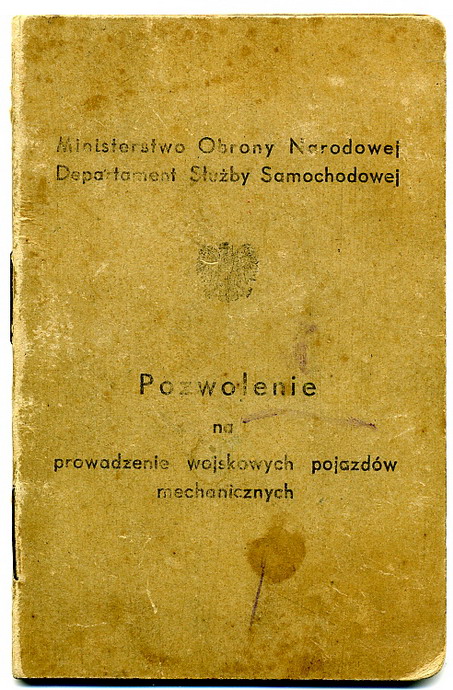 Ministerstwo Obrony Narodowej
Departament Służby Samochodowej
Pozwolenie
na
prowadzenie wojskowych pojazdów
mechanicznych